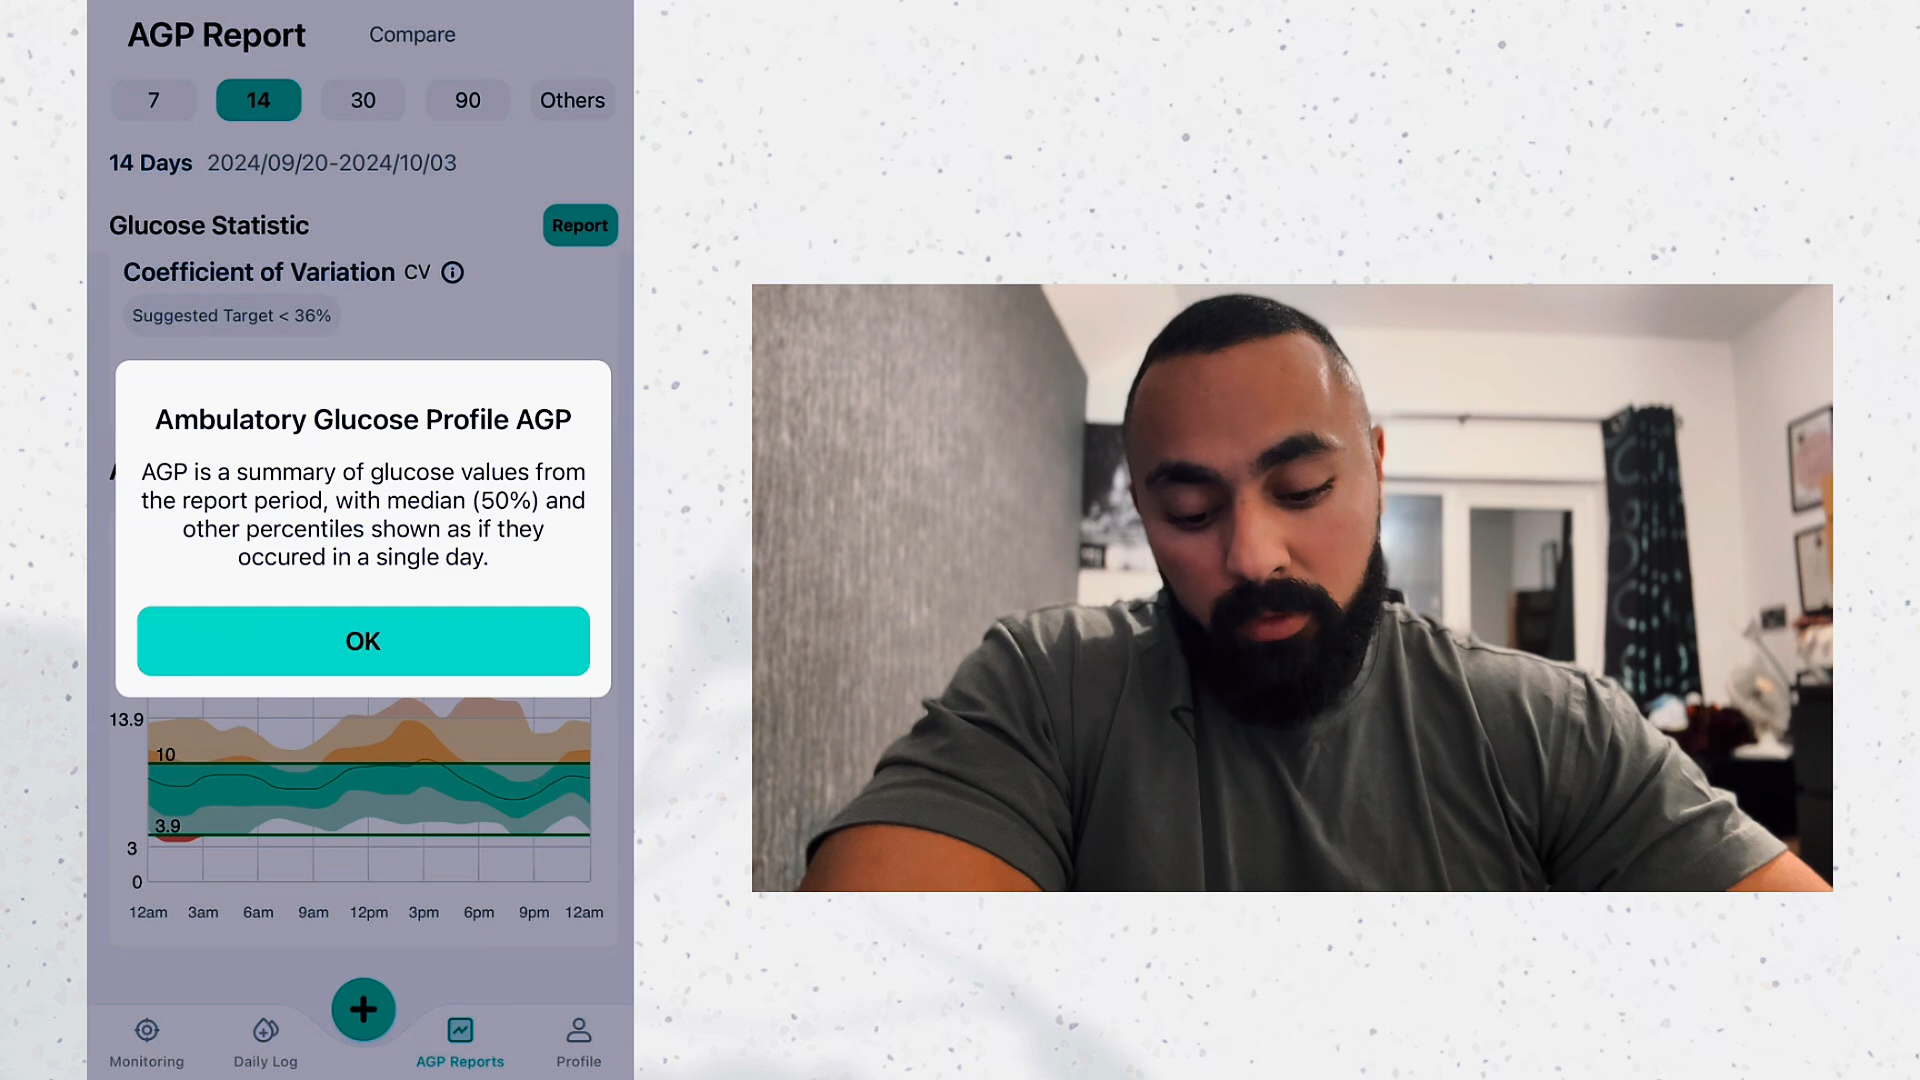 AGP Report Compare
7 14 30 90 Others
14 Days 2024/09/20-2024/10/03
Glucose Statistic Report
Coefficient of Variation CV
Suggested Target < 36%
Ambulatory Glucose Profile AGP
AGP is a summary of glucose values from
the report period, with median (50%) and
other percentiles shown as if they
occured in a single day.
OK
13.9
10
3.9
3
0
12am 3am 6am 9am 12pm 3pm 6pm 9pm 12am
Monitoring Daily Log AGP Reports Profile